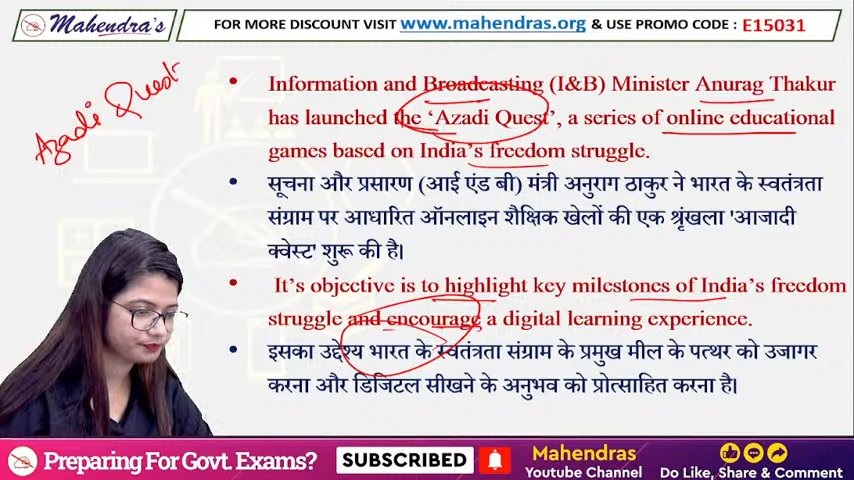 Mahendra's
FOR MORE DISCOUNT VISIT www.mahendras.org & USE PROMO CODE : E15031
Azadi Quest
• Information and Broadcasting (I&B) Minister Anurag Thakur
has launched the ‘Azadi Quest’, a series of online educational
games based on India’s freedom struggle.
• सूचना और प्रसारण (आई एंड बी) मंत्री अनुराग ठाकुर ने भारत के स्वतंत्रता
संग्राम पर आधारित ऑनलाइन शैक्षिक खेलों की एक श्रृंखला 'आजादी
क्वेस्ट' शुरू की है।
• It’s objective is to highlight key milestones of India’s freedom
struggle and encourage a digital learning experience.
• इसका उद्देश्य भारत के स्वतंत्रता संग्राम के प्रमुख मील के पत्थर को उजागर
करना और डिजिटल सीखने के अनुभव को प्रोत्साहित करना है।
Preparing For Govt. Exams?
SUBSCRIBED
Mahendras
Youtube Channel
Do Like, Share & Comment